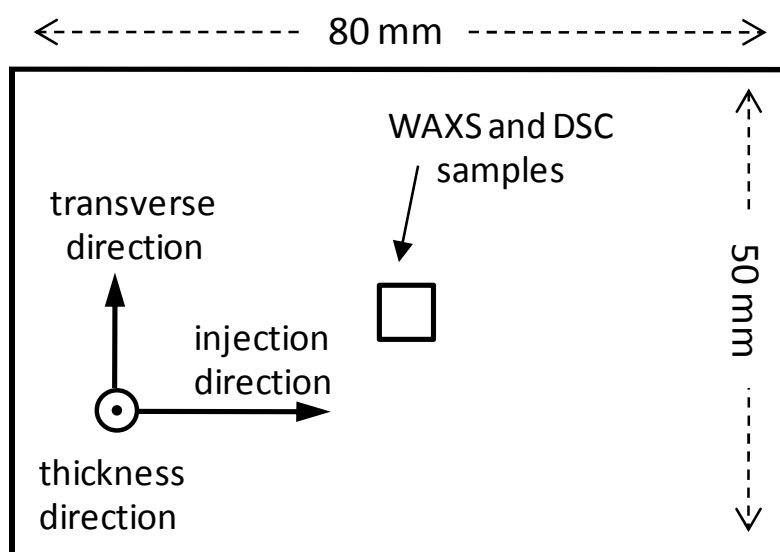 80 mm
WAXS and DSC
samples
transverse
direction
50 mm
injection
direction
thickness
direction